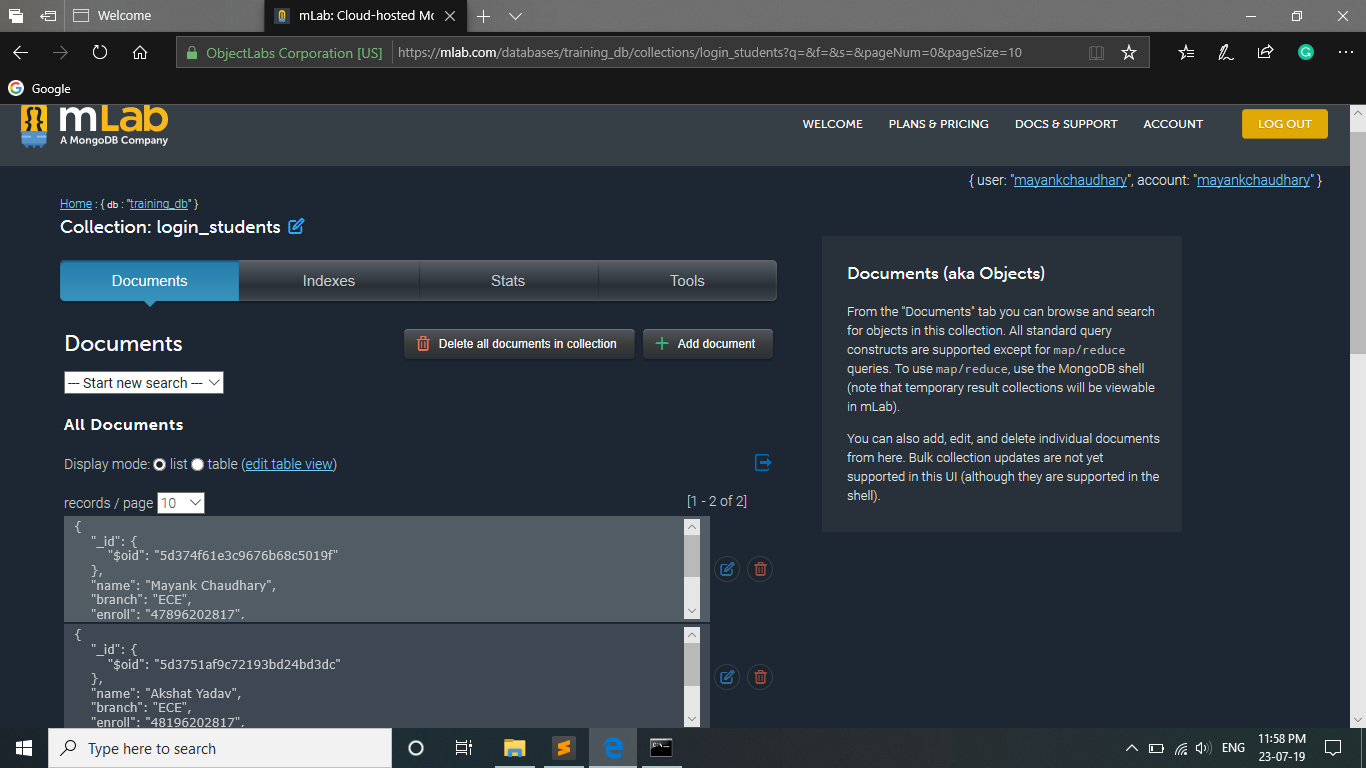 Welcome
mLab: Cloud-hosted Mo
ObjectLabs Corporation [US]
https://mlab.com/databases/training_db/collections/login_students?q=&f=&s=&pageNum=0&pageSize=10
Google
mLab
A MongoDB Company
WELCOME
PLANS & PRICING
DOCS & SUPPORT
ACCOUNT
LOG OUT
{ user: "mayankchaudhary", account: "mayankchaudhary" }
Home : { db : "training_db" }
Collection: login_students
Documents
Indexes
Stats
Tools
Documents
Delete all documents in collection
Add document
--- Start new search ---
All Documents
Display mode: list table (edit table view)
records / page 10
[1 - 2 of 2]
{
"_id": {
"$oid": "5d374f61e3c9676b68c5019f"
},
"name": "Mayank Chaudhary",
"branch": "ECE",
"enroll": "47896202817",
{
"_id": {
"$oid": "5d3751af9c72193bd24bd3dc"
},
"name": "Akshat Yadav",
"branch": "ECE",
"enroll": "48196202817",
Documents (aka Objects)
From the "Documents" tab you can browse and search
for objects in this collection. All standard query
constructs are supported except for map/reduce
queries. To use map/reduce, use the MongoDB shell
(note that temporary result collections will be viewable
in mLab).
You can also add, edit, and delete individual documents
from here. Bulk collection updates are not yet
supported in this UI (although they are supported in the
shell).
Type here to search
ENG
11:58 PM
23-07-19